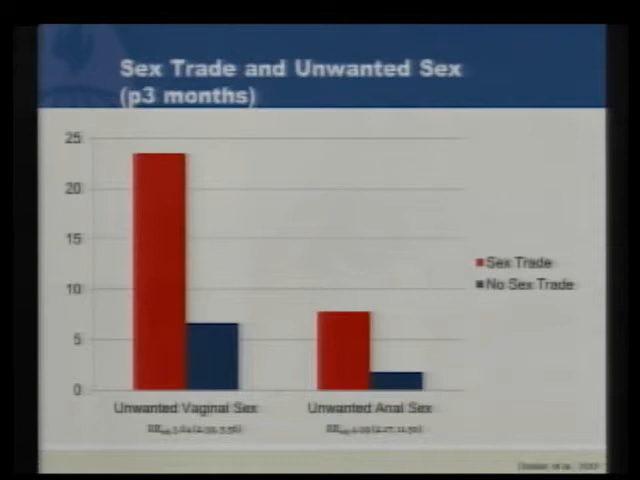 Sex Trade and Unwanted Sex
(p3 months)
25
20
15
10
5
0
Sex Trade
No Sex Trade
Unwanted Vaginal Sex
Unwanted Anal Sex